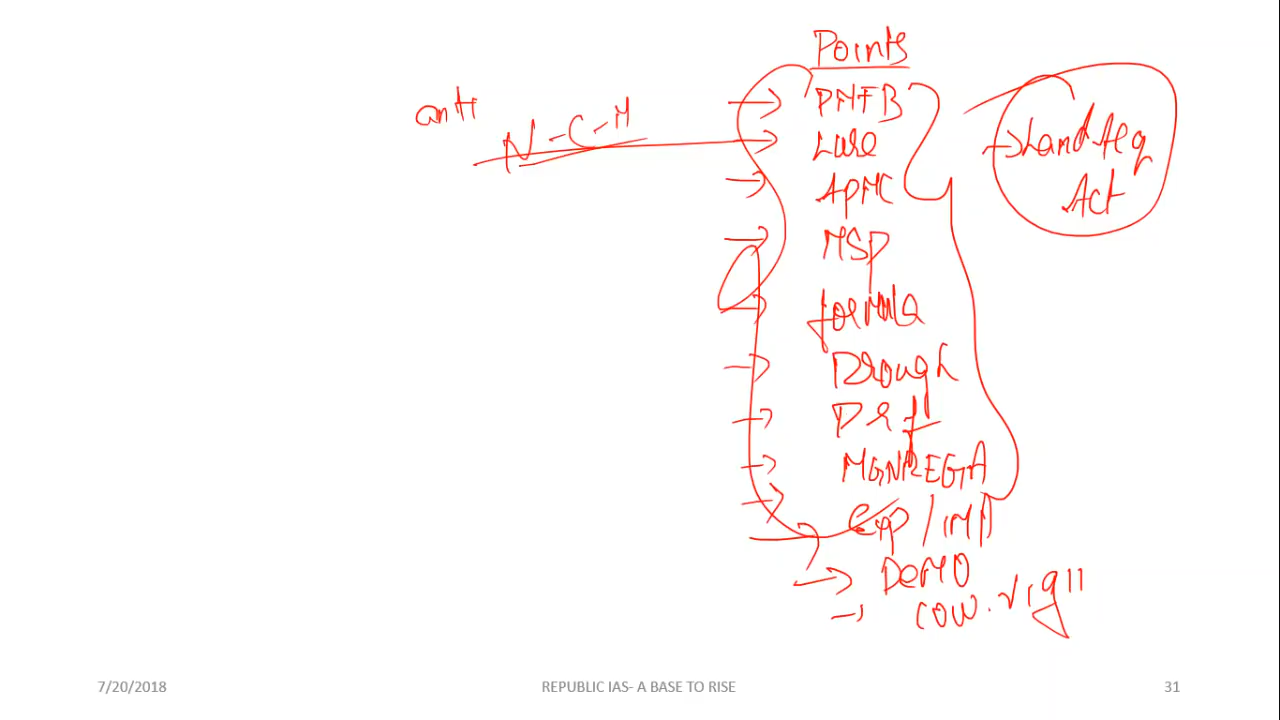 Points
anti
N-C-M
PMFB
APMC
MSP
formula
Drough
MGNREGA
Exp/IMP
DEMO
cow. vigil
Land Acq
Act
7/20/2018
REPUBLIC IAS- A BASE TO RISE
31